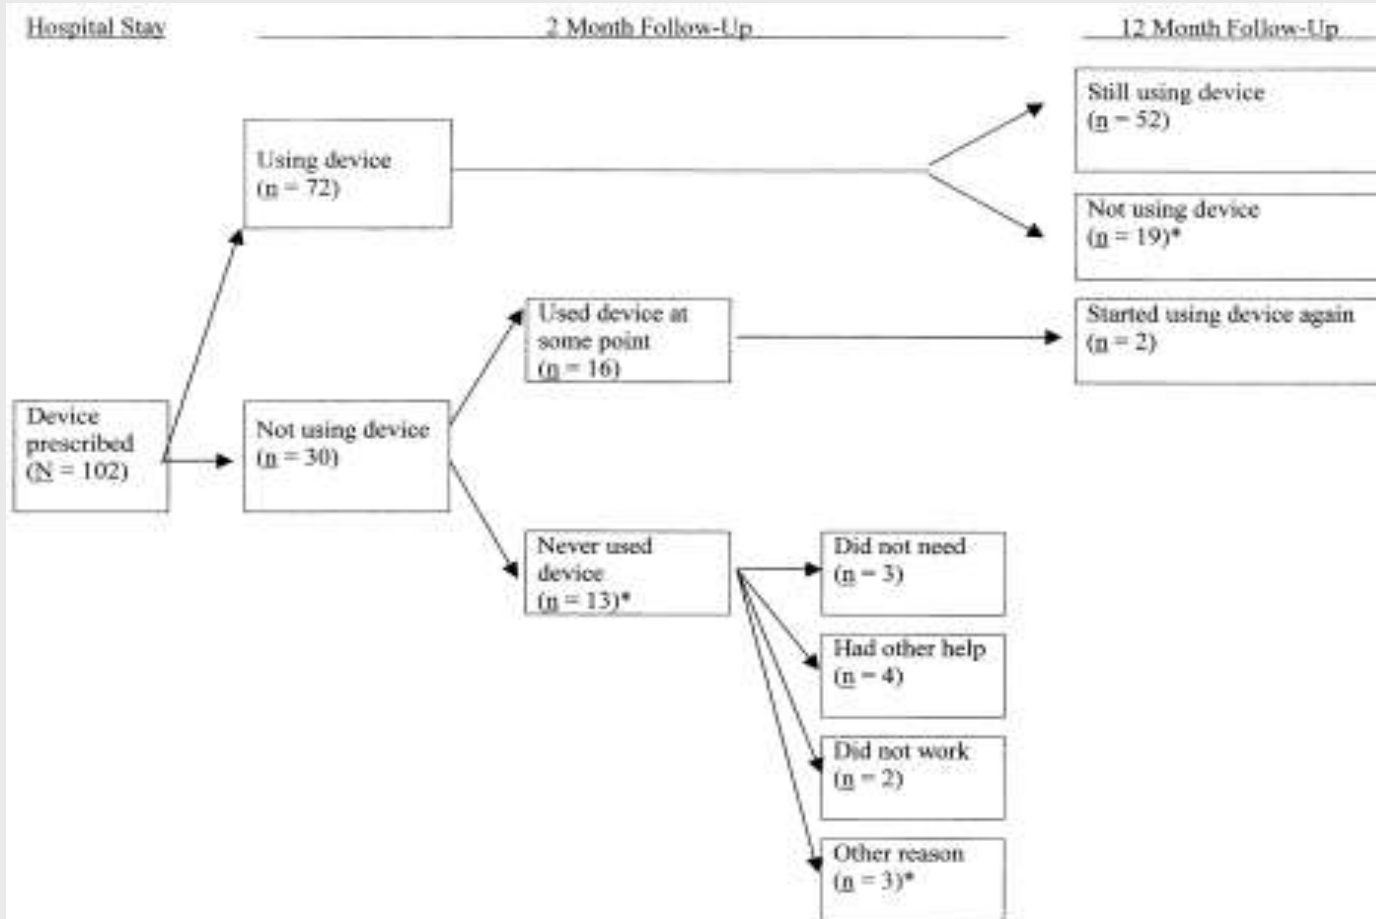 Hospital Stay
2 Month Follow-Up
12 Month Follow-Up
Still using device
(n = 52)
Using device
(n = 72)
Not using device
(n = 19)*
Used device at
some point
(n = 16)
Started using device again
(n = 2)
Device
prescribed
(N = 102)
Not using device
(n = 30)
Never used
device
(n = 13)*
Did not need
(n = 3)
Had other help
(n = 4)
Did not work
(n = 2)
Other reason
(n = 3)*